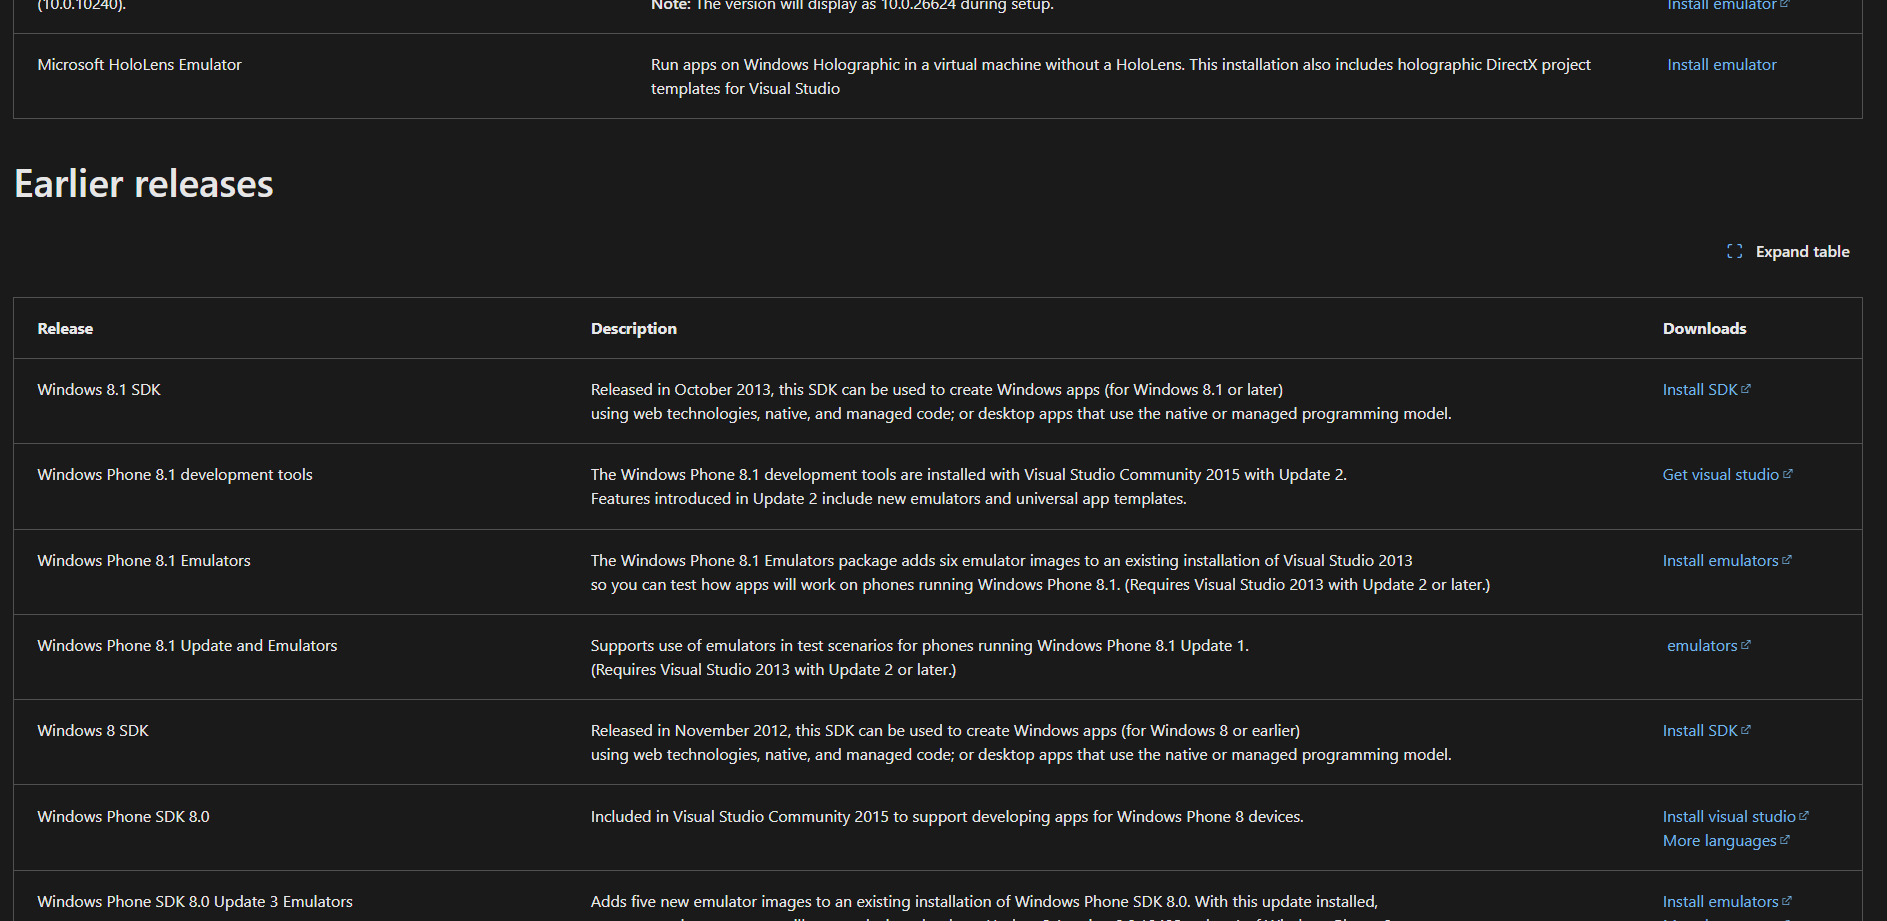 (10.0.10240).
Note: The version will display as 10.0.26624 during setup.
Install emulator
Microsoft HoloLens Emulator
Run apps on Windows Holographic in a virtual machine without a HoloLens. This installation also includes holographic DirectX project
templates for Visual Studio
Install emulator
Earlier releases
Expand table
Release
Description
Downloads
Windows 8.1 SDK
Released in October 2013, this SDK can be used to create Windows apps (for Windows 8.1 or later)
using web technologies, native, and managed code; or desktop apps that use the native or managed programming model.
Install SDK
Windows Phone 8.1 development tools
The Windows Phone 8.1 development tools are installed with Visual Studio Community 2015 with Update 2.
Features introduced in Update 2 include new emulators and universal app templates.
Get visual studio
Windows Phone 8.1 Emulators
The Windows Phone 8.1 Emulators package adds six emulator images to an existing installation of Visual Studio 2013
so you can test how apps will work on phones running Windows Phone 8.1. (Requires Visual Studio 2013 with Update 2 or later.)
Install emulators
Windows Phone 8.1 Update and Emulators
Supports use of emulators in test scenarios for phones running Windows Phone 8.1 Update 1.
(Requires Visual Studio 2013 with Update 2 or later.)
emulators
Windows 8 SDK
Released in November 2012, this SDK can be used to create Windows apps (for Windows 8 or earlier)
using web technologies, native, and managed code; or desktop apps that use the native or managed programming model.
Install SDK
Windows Phone SDK 8.0
Included in Visual Studio Community 2015 to support developing apps for Windows Phone 8 devices.
Install visual studio
More languages
Windows Phone SDK 8.0 Update 3 Emulators
Adds five new emulator images to an existing installation of Windows Phone SDK 8.0. With this update installed,
Install emulators